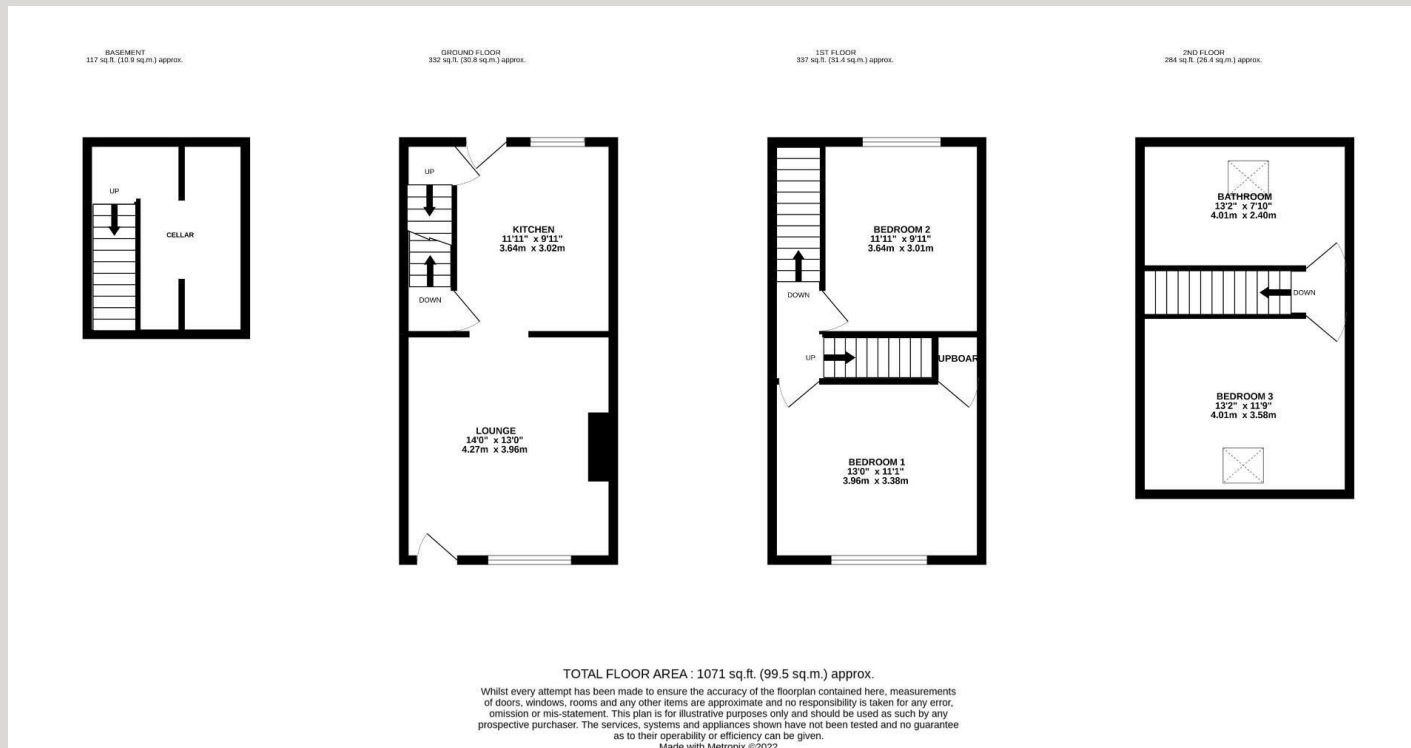 BASEMENT
117 sq.ft. (10.9 sq.m.) approx.
GROUND FLOOR
332 sq.ft. (30.8 sq.m.) approx.
1ST FLOOR
337 sq.ft. (31.4 sq.m.) approx.
2ND FLOOR
284 sq.ft. (26.4 sq.m.) approx.
UP
CELLAR
UP
KITCHEN
11'11" x 9'11"
3.64m x 3.02m
DOWN
LOUNGE
14'0" x 13'0"
4.27m x 3.96m
BEDROOM 2
11'11" x 9'11"
3.64m x 3.01m
DOWN
UP
UPBOAR
BEDROOM 1
13'0" x 11'1"
3.96m x 3.38m
BATHROOM
13'2" x 7'10"
4.01m x 2.40m
DOWN
BEDROOM 3
13'2" x 11'9"
4.01m x 3.58m
TOTAL FLOOR AREA : 1071 sq.ft. (99.5 sq.m.) approx.
Whilst every attempt has been made to ensure the accuracy of the floorplan contained here, measurements
of doors, windows, rooms and any other items are approximate and no responsibility is taken for any error,
omission or mis-statement. This plan is for illustrative purposes only and should be used as such by any
prospective purchaser. The services, systems and appliances shown have not been tested and no guarantee
as to their operability or efficiency can be given.
Made with Metropix ©2022